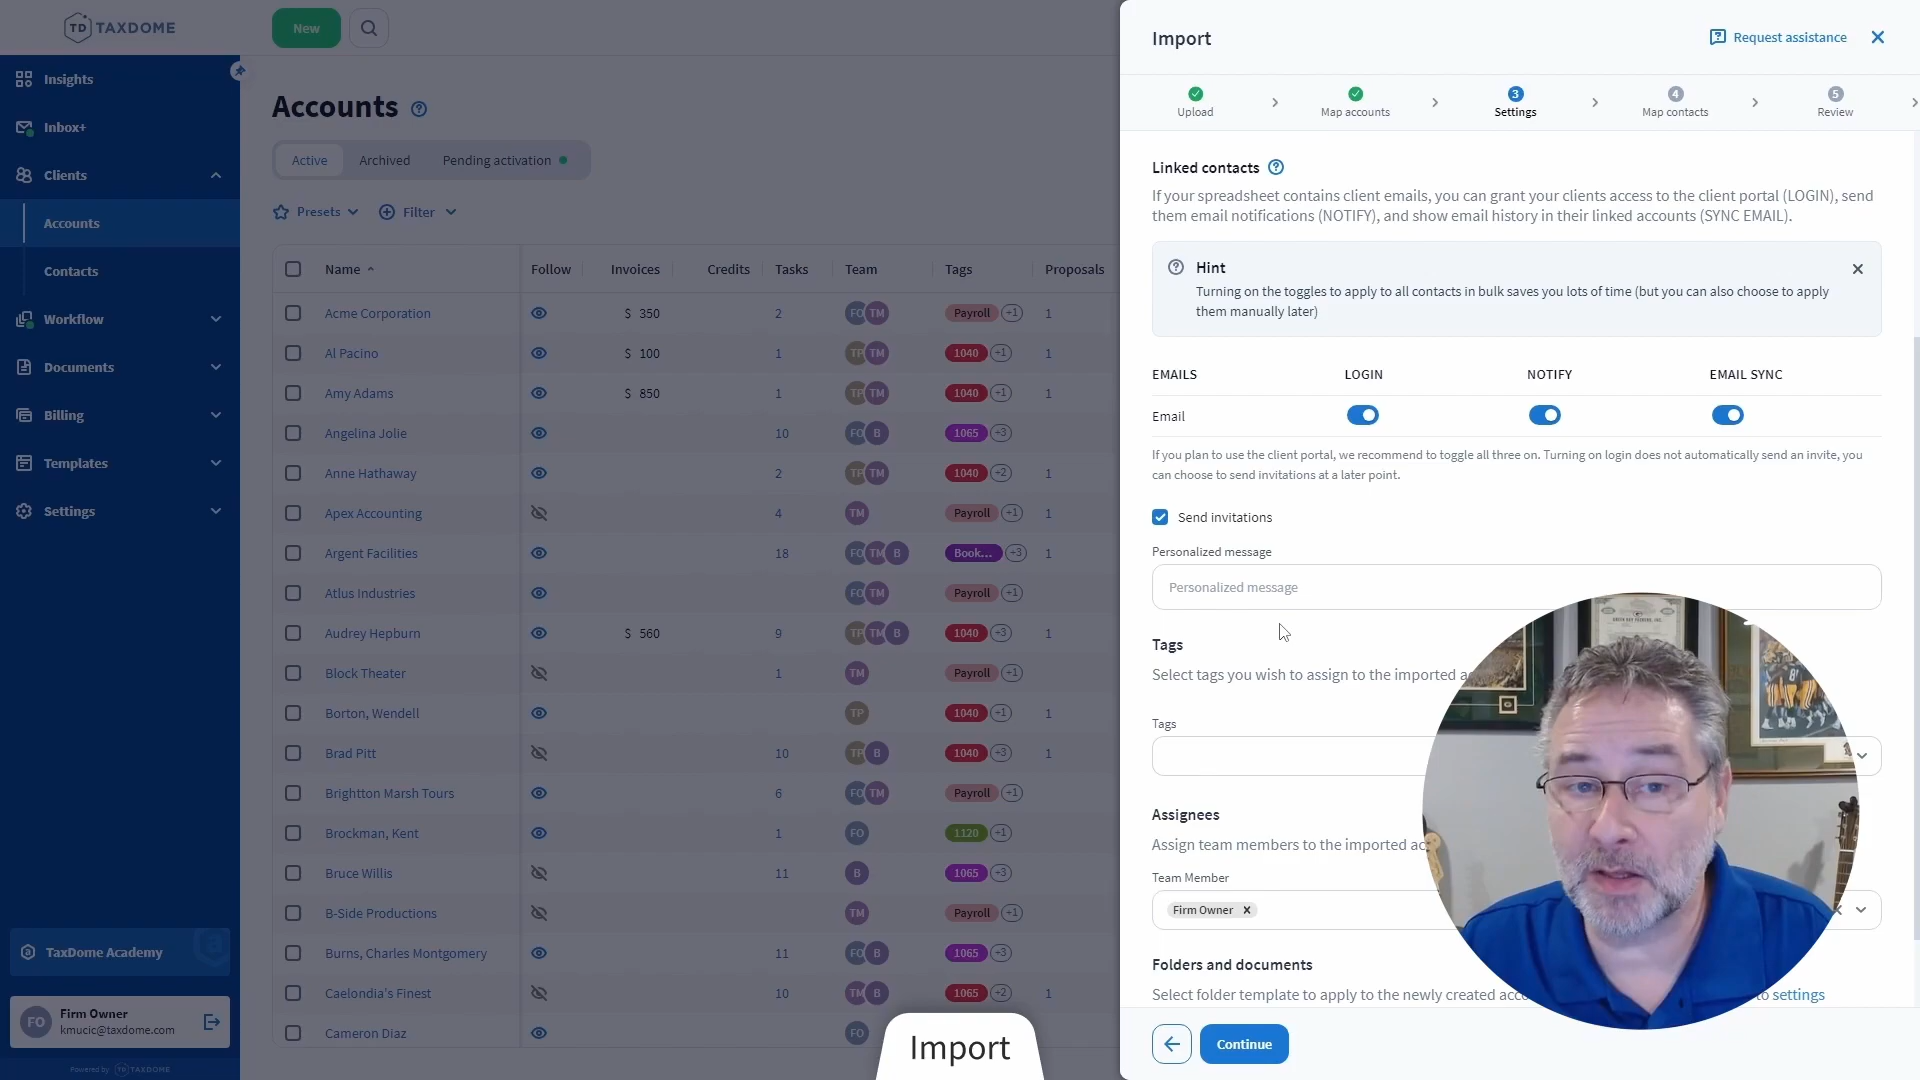 TD TAXDOME
New
Insights
Inbox+
Clients
Accounts
Contacts
Workflow
Documents
Billing
Templates
Settings
TaxDome Academy
FO
Firm Owner
kmucic@taxdome.com
Powered by TD TAXDOME
Accounts
Active Archived Pending activation
Presets Filter
Name Follow Invoices Credits Tasks Team Tags Proposals
Acme Corporation $ 350 2 FO TM Payroll +1 1
Al Pacino $ 100 1 TP TM 1040 +1 1
Amy Adams $ 850 1 TP TM 1040 +1 1
Angelina Jolie 10 FO B 1065 +3
Anne Hathaway 2 TP TM 1040 +2 1
Apex Accounting 4 TM Payroll +1 1
Argent Facilities 18 FO TM B Book... +3 1
Atlus Industries FO TM Payroll +1
Audrey Hepburn $ 560 9 TP TM B 1040 +3 1
Block Theater 1 TM Payroll +1
Borton, Wendell TP 1040 +1 1
Brad Pitt 10 TP B 1040 +3 1
Brightton Marsh Tours 6 FO TM Payroll +1
Brockman, Kent 1 FO 1120 +1
Bruce Willis 11 B 1065 +3
B-Side Productions TM Payroll +1
Burns, Charles Montgomery 11 FO B 1065 +3
Caelondia's Finest 10 TM B 1065 +2 1
Cameron Diaz FO
Import
Import
Request assistance
Upload
Map accounts
3
Settings
4
Map contacts
5
Review
Linked contacts
If your spreadsheet contains client emails, you can grant your clients access to the client portal (LOGIN), send
them email notifications (NOTIFY), and show email history in their linked accounts (SYNC EMAIL).
Hint
Turning on the toggles to apply to all contacts in bulk saves you lots of time (but you can also choose to apply
them manually later)
EMAILS LOGIN NOTIFY EMAIL SYNC
Email
If you plan to use the client portal, we recommend to toggle all three on. Turning on login does not automatically send an invite, you
can choose to send invitations at a later point.
Send invitations
Personalized message
Personalized message
Tags
Select tags you wish to assign to the imported
Tags
Assignees
Assign team members to the imported
Team Member
Firm Owner
Folders and documents
Select folder template to apply to the newly created
to settings
Continue